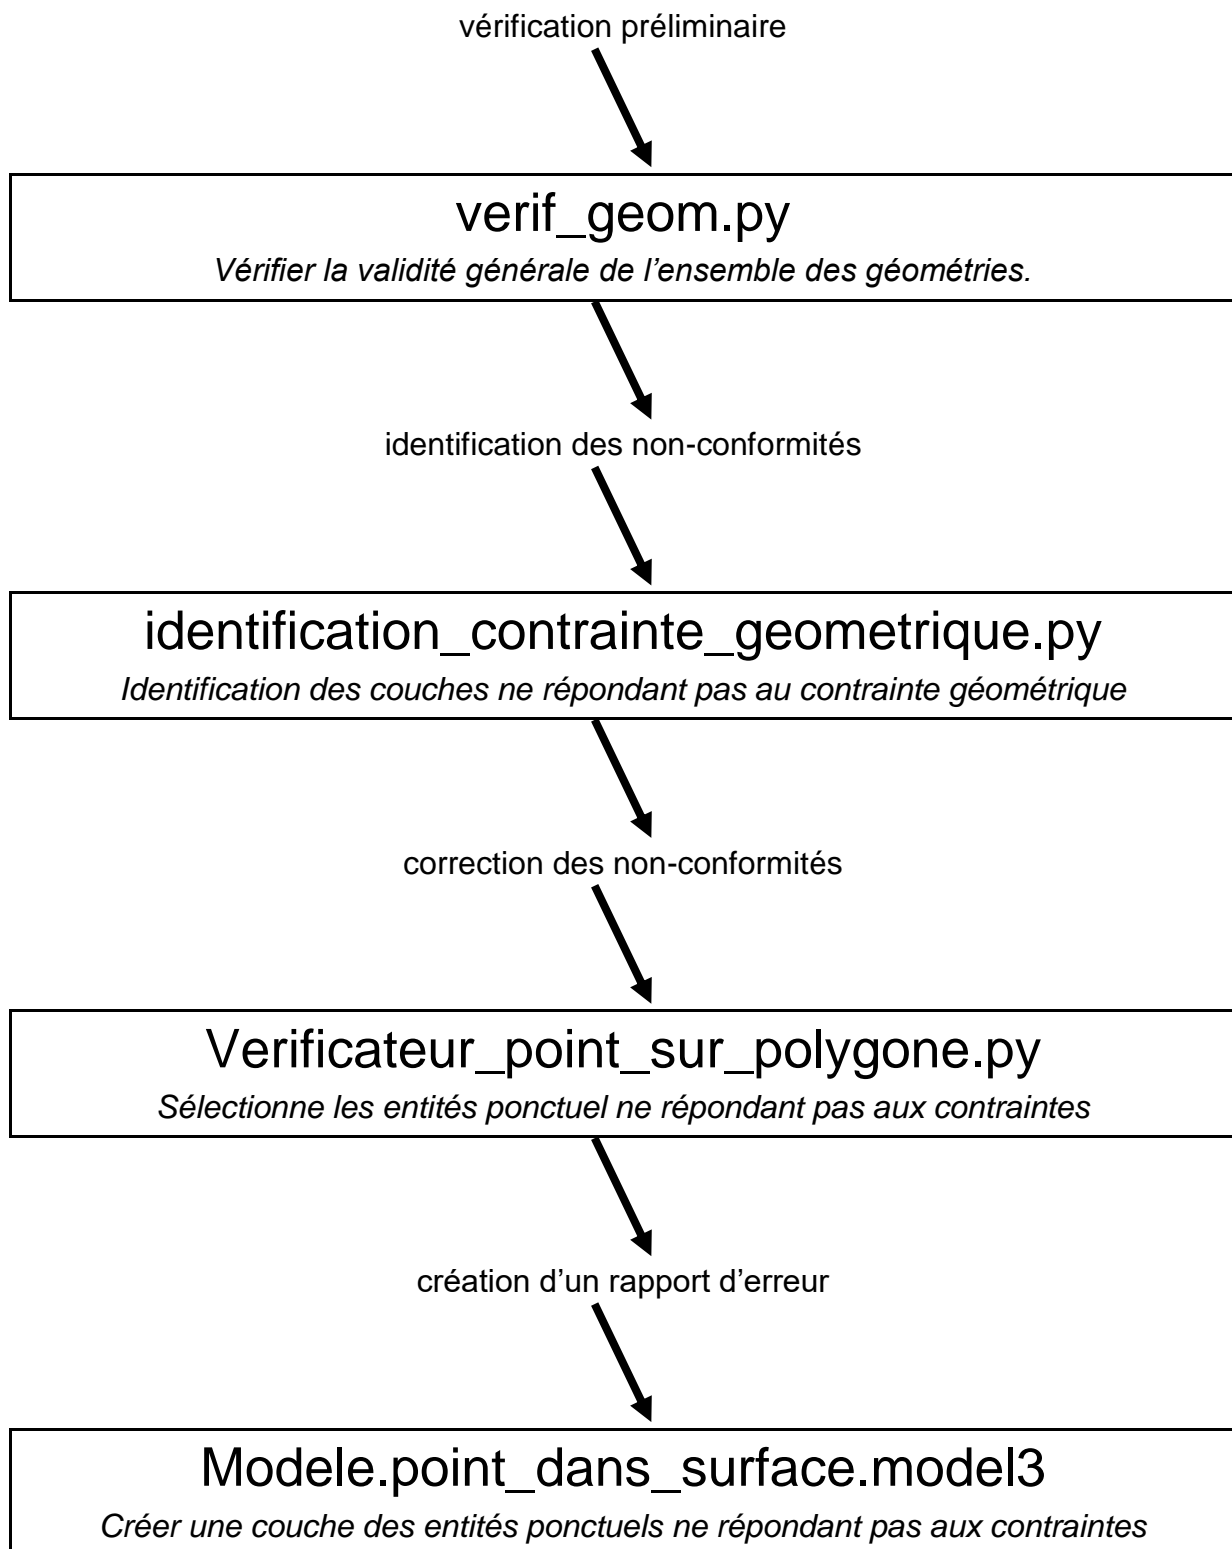 vérification préliminaire
verif_geom.py
Vérifier la validité générale de l’ensemble des géométries.
identification des non-conformités
identification_contrainte_geometrique.py
Identification des couches ne répondant pas au contrainte géométrique
correction des non-conformités
Verificateur_point_sur_polygone.py
Sélectionne les entités ponctuel ne répondant pas aux contraintes
création d’un rapport d’erreur
Modele.point_dans_surface.model3
Créer une couche des entités ponctuels ne répondant pas aux contraintes